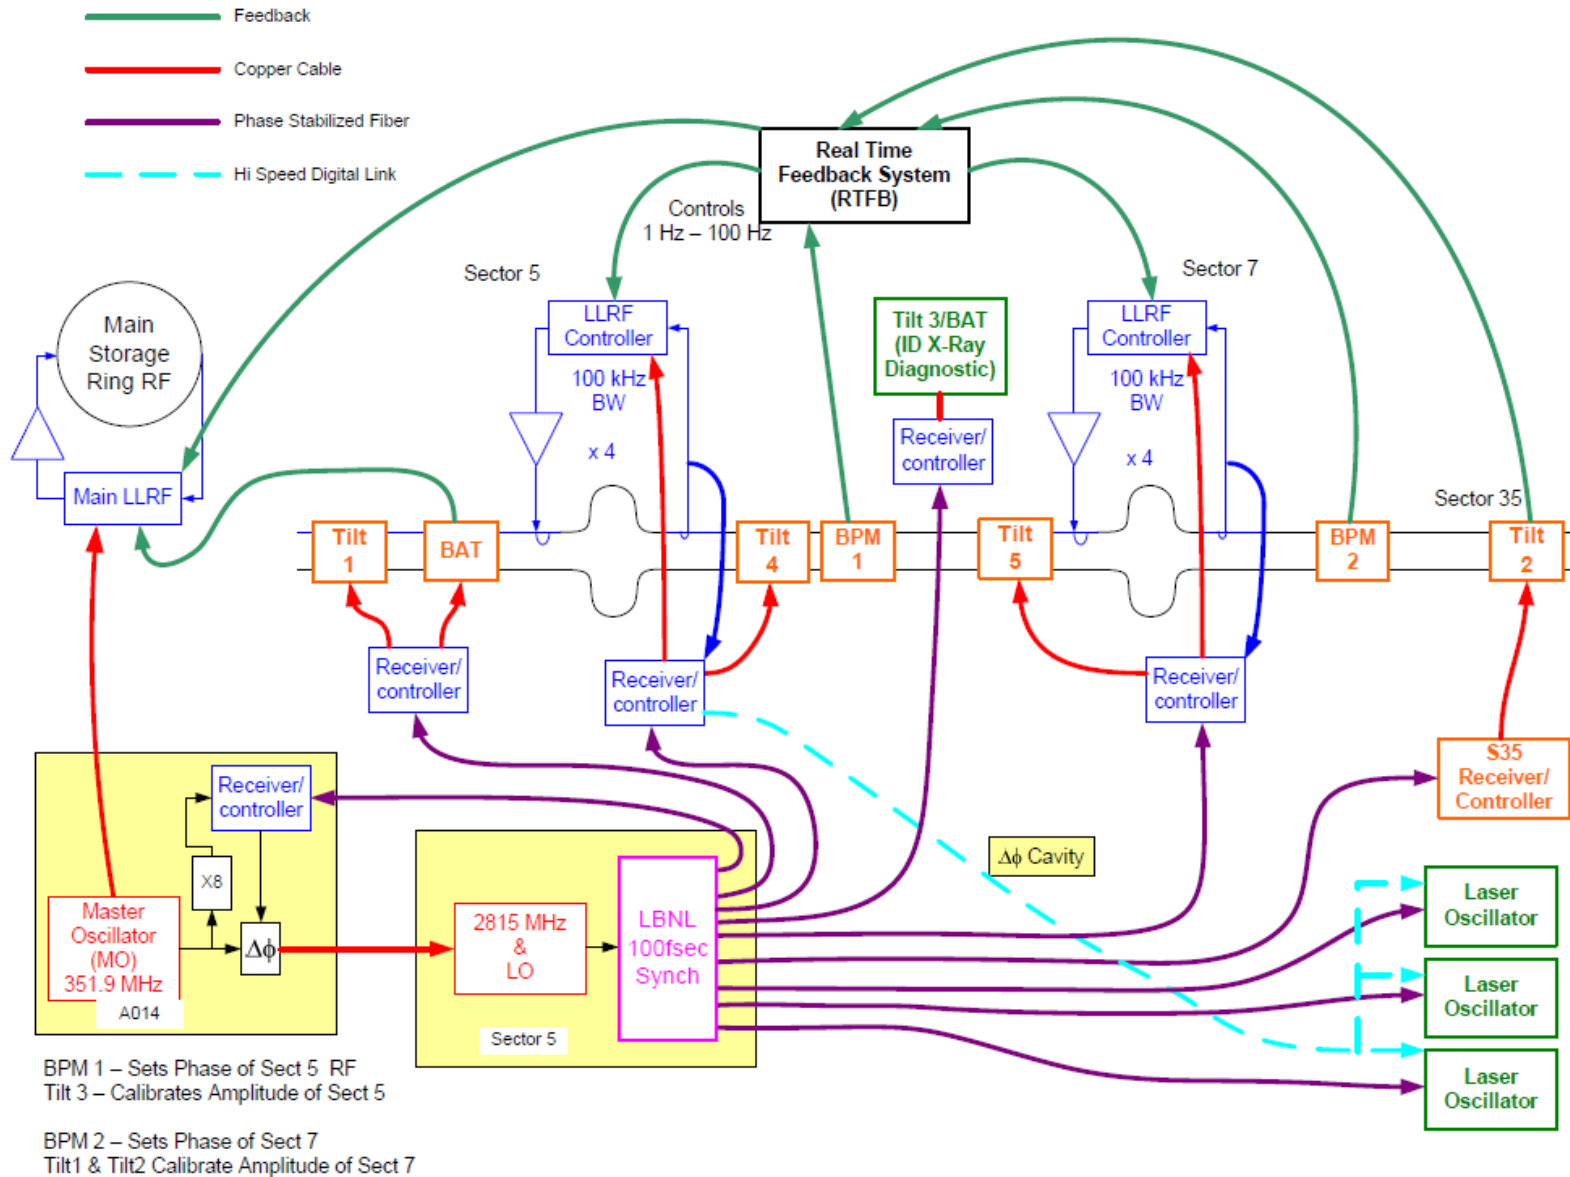 Feedback
Copper Cable
Phase Stabilized Fiber
Hi Speed Digital Link
Real Time
Feedback System
(RTFB)
Controls
1 Hz – 100 Hz
Sector 5
Sector 7
Main
Storage
Ring RF
LLRF
Controller
100 kHz
BW
x 4
Tilt 3/BAT
(ID X-Ray
Diagnostic)
Receiver/
controller
LLRF
Controller
100 kHz
BW
x 4
Main LLRF
Sector 35
Tilt
1
BAT
Tilt
4
BPM
1
Tilt
5
BPM
2
Tilt
2
Receiver/
controller
Receiver/
controller
Receiver/
controller
S35
Receiver/
Controller
Receiver/
controller
X8
Δϕ
Master
Oscillator
(MO)
351.9 MHz
A014
2815 MHz
&
LO
LBNL
100fsec
Synch
Sector 5
Δϕ Cavity
Laser
Oscillator
Laser
Oscillator
Laser
Oscillator
BPM 1 – Sets Phase of Sect 5  RF
Tilt 3 – Calibrates Amplitude of Sect 5
BPM 2 – Sets Phase of Sect 7
Tilt1 & Tilt2 Calibrate Amplitude of Sect 7